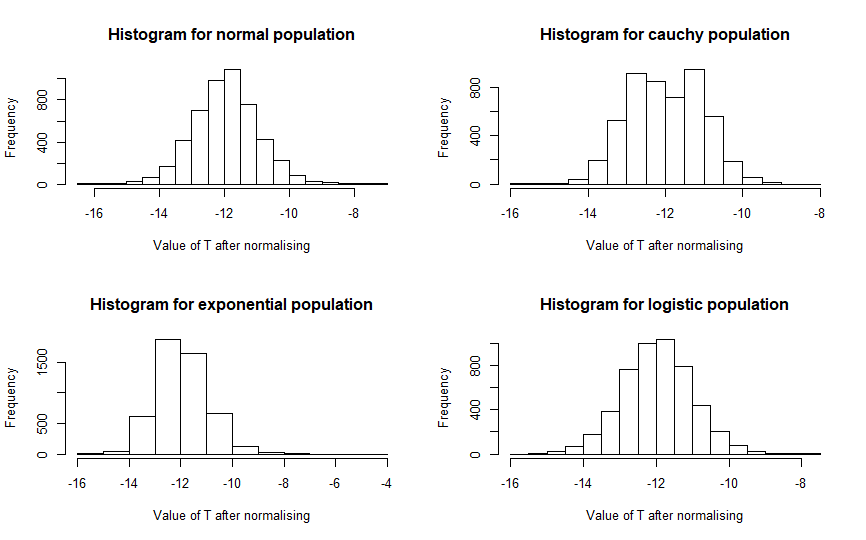 Histogram for normal population
Frequency
0 400 800
-16 -14 -12 -10 -8
Value of T after normalising
Histogram for cauchy population
Frequency
0 400 800
-16 -14 -12 -10 -8
Value of T after normalising
Histogram for exponential population
Frequency
0 500 1500
-16 -14 -12 -10 -8 -6 -4
Value of T after normalising
Histogram for logistic population
Frequency
0 400 800
-16 -14 -12 -10 -8
Value of T after normalising